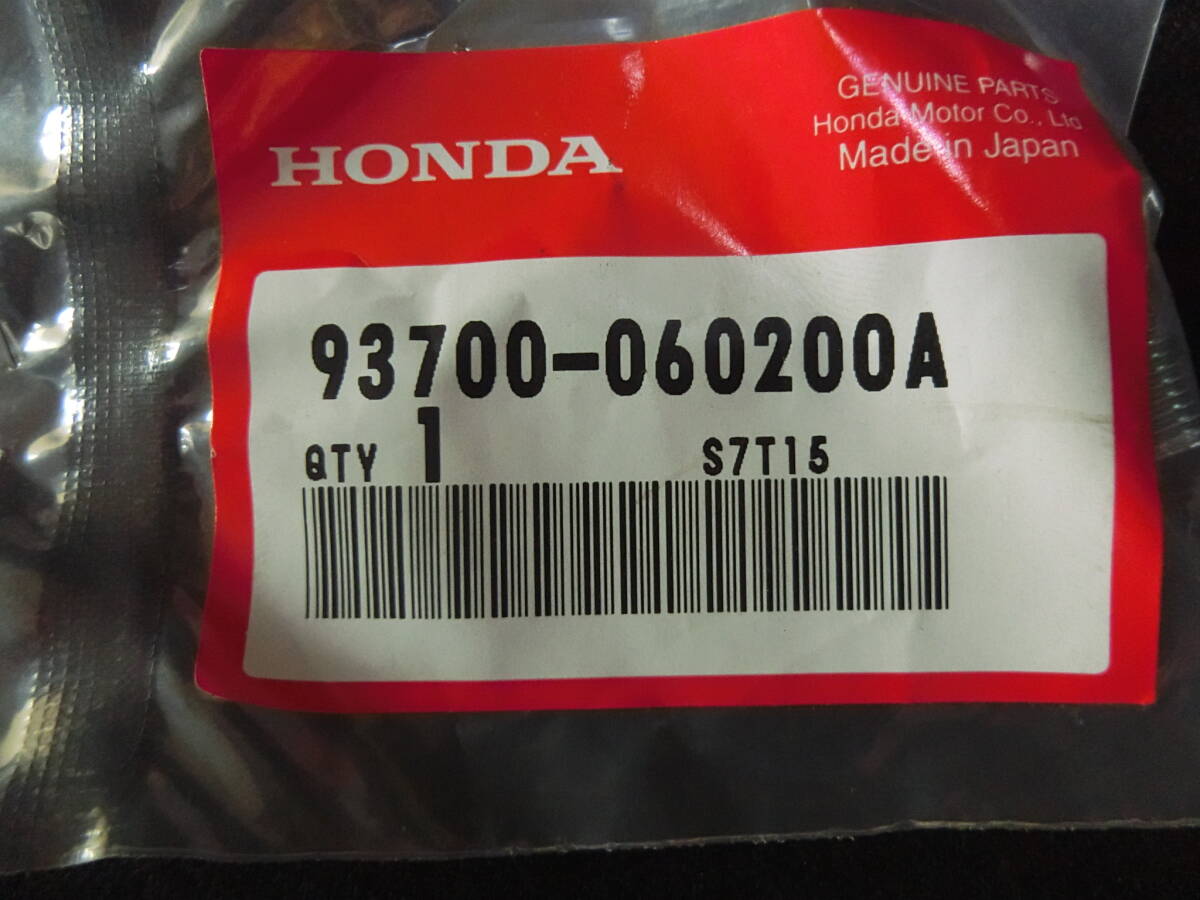 HONDA
GENUINE PARTS
Honda Motor Co., Ltd
Made in Japan
93700-060200A
QTY 1 S7T15